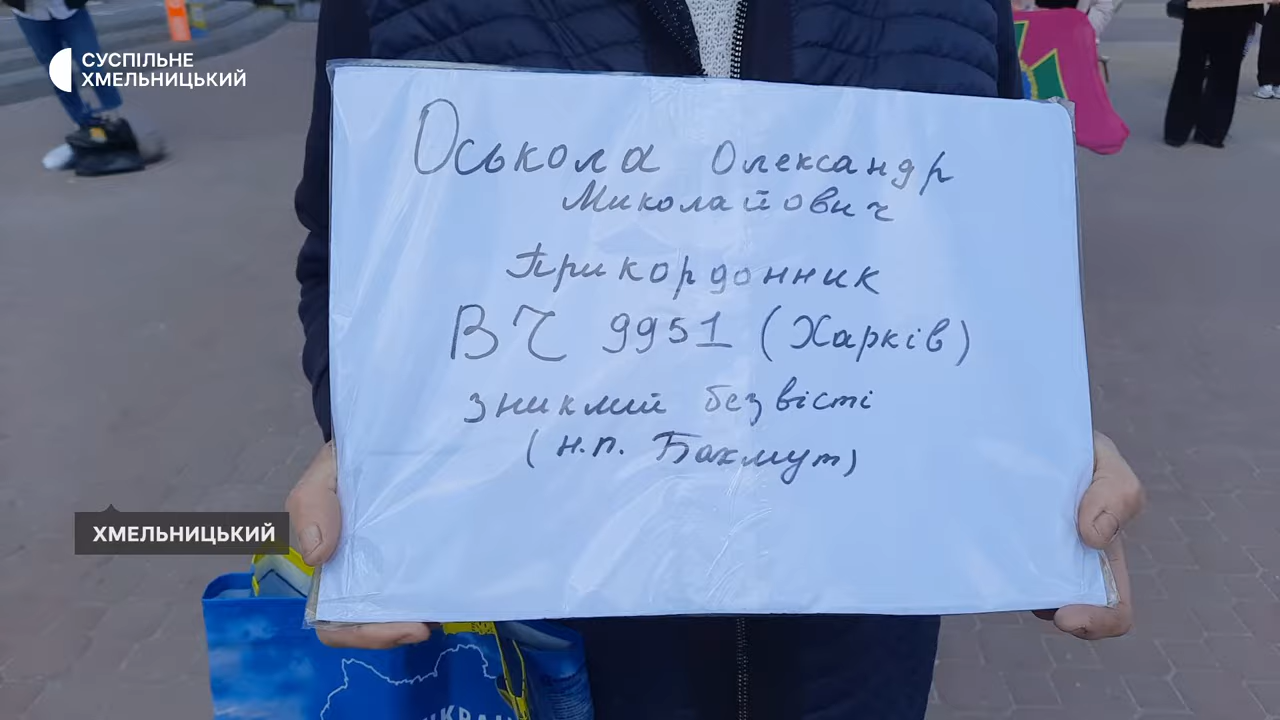 СУСПІЛЬНЕ
ХМЕЛЬНИЦЬКИЙ
Оськола Олександр
Миколайович
Прикордонник
ВЧ 9951 (Харків)
зниклий безвісті
(н.п. Бахмут)
ХМЕЛЬНИЦЬКИЙ